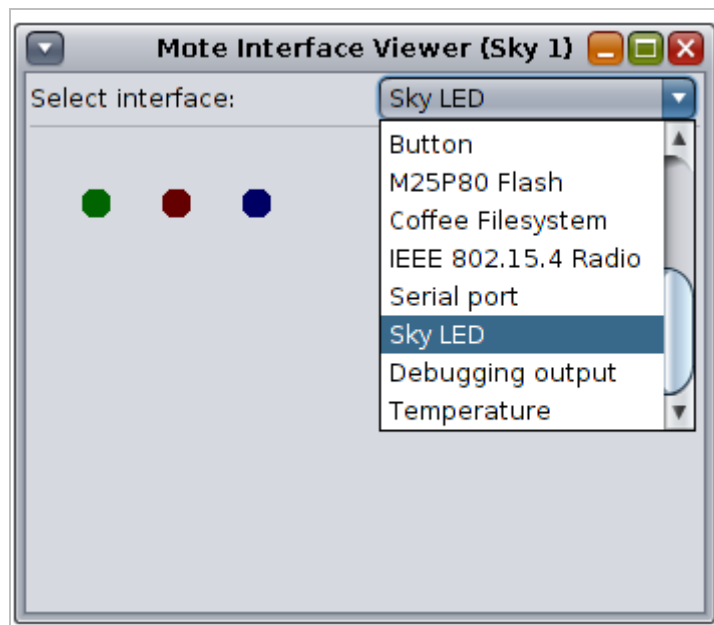 Mote Interface Viewer (Sky 1)
Select interface: Sky LED
Button
M25P80 Flash
Coffee Filesystem
IEEE 802.15.4 Radio
Serial port
Sky LED
Debugging output
Temperature